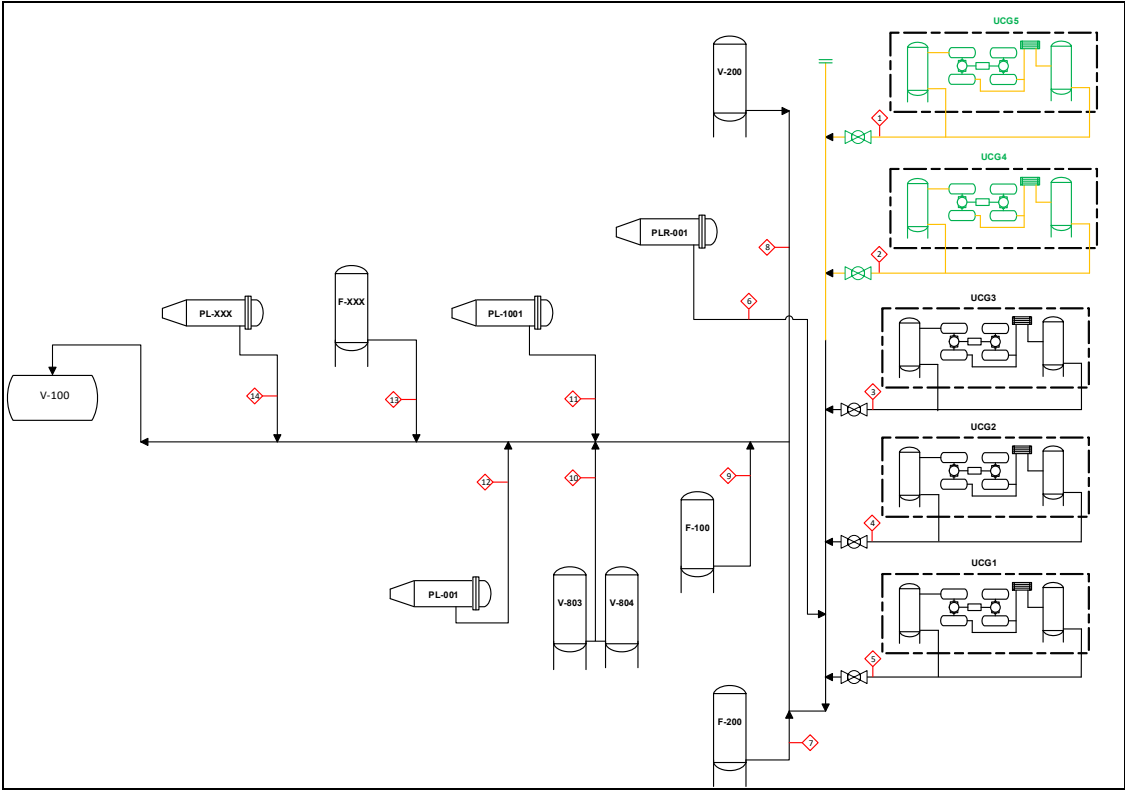 UCG5
V-200
1
UCG4
PLR-001
8
2
6
UCG3
F-XXX
PL-XXX
PL-1001
V-100
3
14
13
11
UCG2
12
10
9
4
F-100
UCG1
PL-001
V-803
V-804
5
F-200
7